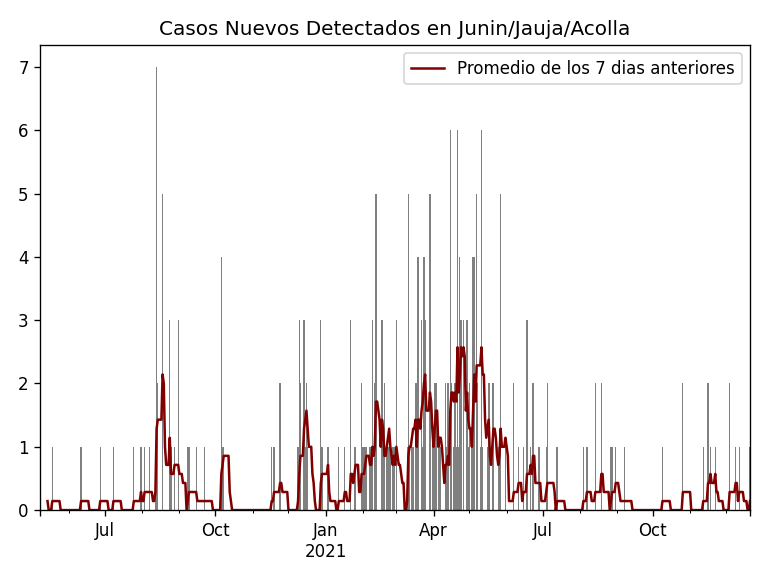 Casos Nuevos Detectados en Junin/Jauja/Acolla
Promedio de los 7 dias anteriores
7
6
5
4
3
2
1
0
Jul
Oct
Jan
2021
Apr
Jul
Oct